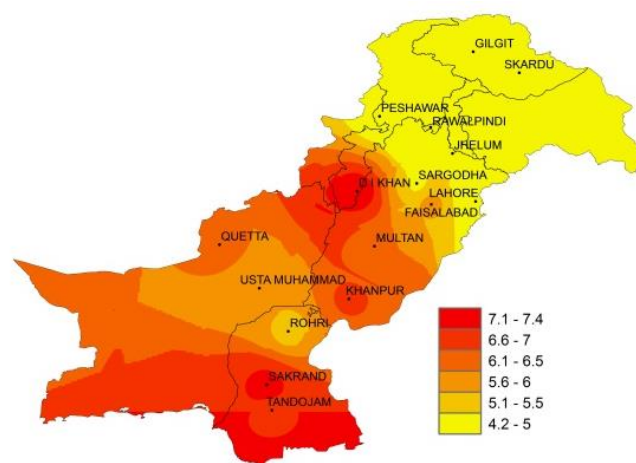 GILGIT
SKARDU
PESHAWAR
RAWALPINDI
JHELUM
SARGODHA
D I KHAN
LAHORE
FAISALABAD
QUETTA
MULTAN
USTA MUHAMMAD
KHANPUR
ROHRI
SAKRAND
TANDOJAM
7.1 - 7.4
6.6 - 7
6.1 - 6.5
5.6 - 6
5.1 - 5.5
4.2 - 5